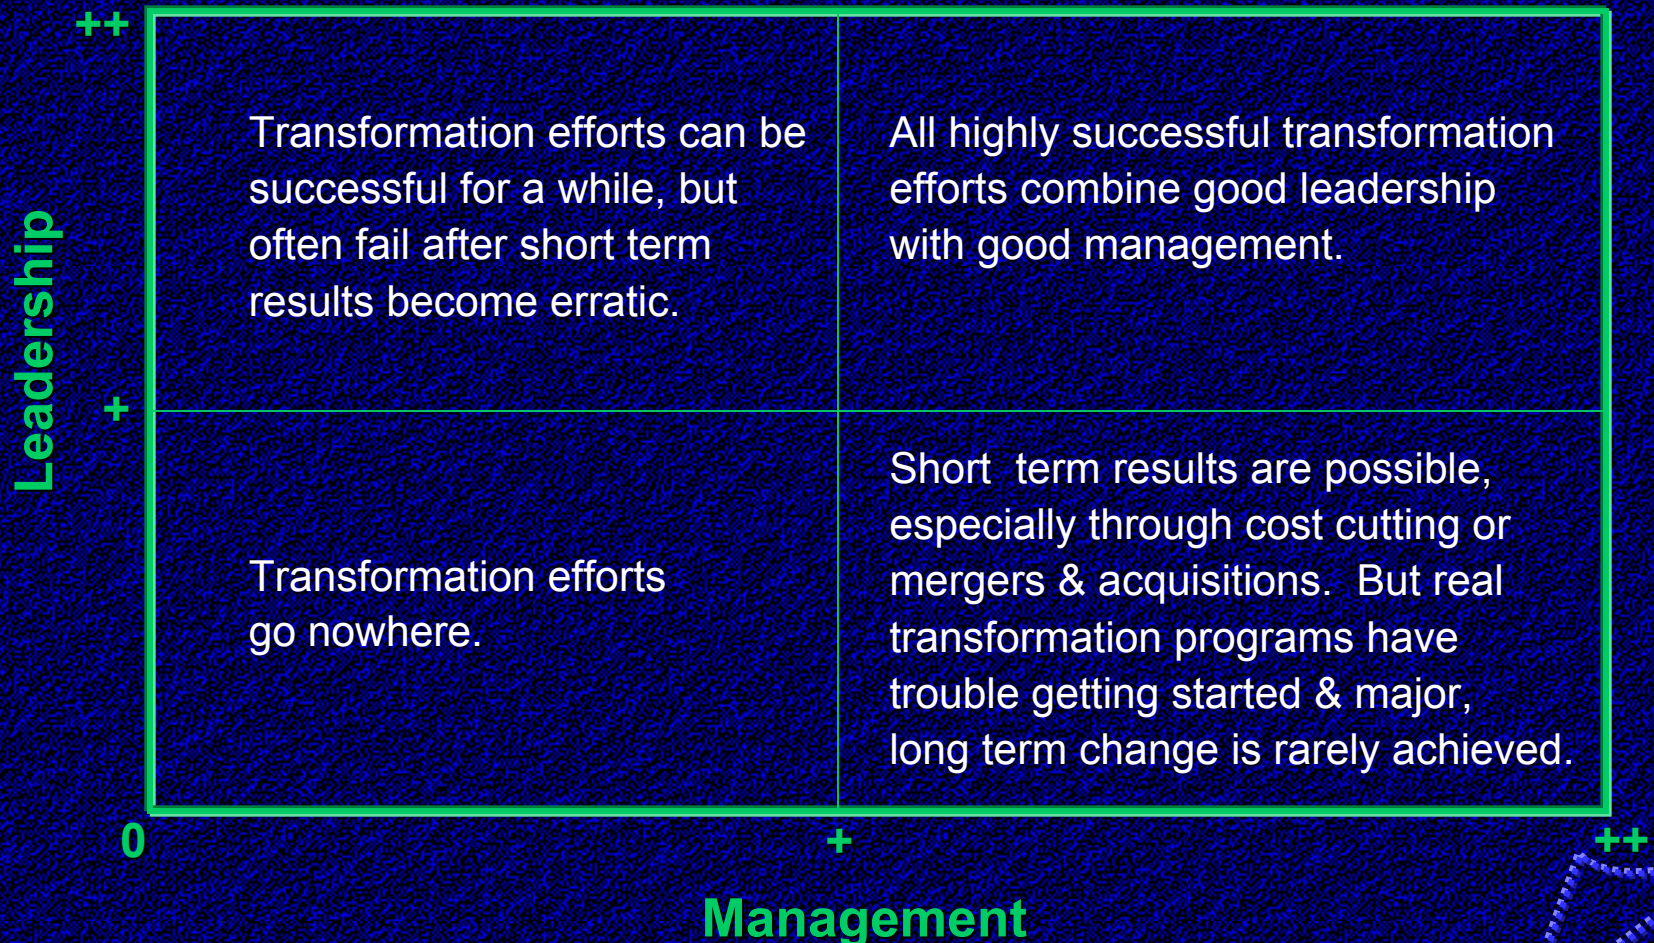 ++
Transformation efforts can be
successful for a while, but
often fail after short term
results become erratic.
All highly successful transformation
efforts combine good leadership
with good management.
Leadership
+
Transformation efforts
go nowhere.
Short  term results are possible,
especially through cost cutting or
mergers & acquisitions.  But real
transformation programs have
trouble getting started & major,
long term change is rarely achieved.
0
+
++
Management